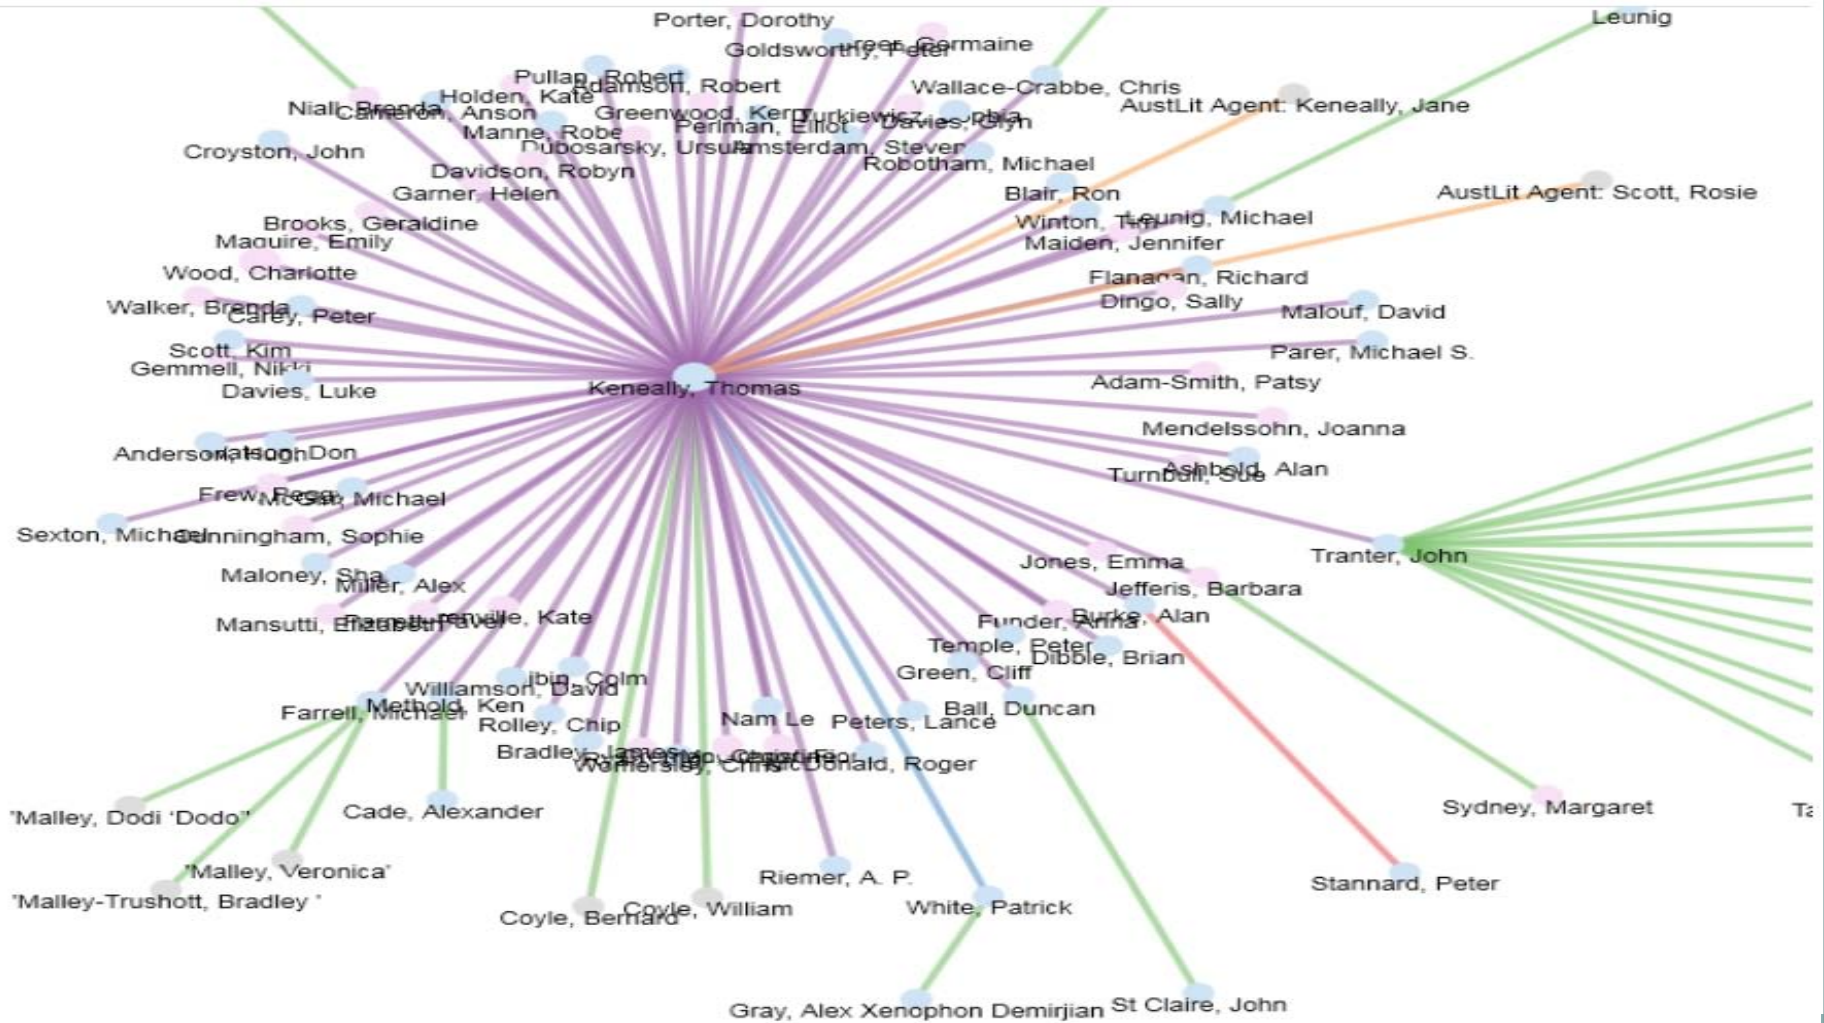 Porter, Dorothy
Leunig
Goldsworthy, Peter
Germaine
Pullap, Robert
Adamson, Robert
Wallace-Crabbe, Chris
Holden, Kate
AustLit Agent: Keneally, Jane
Niall, Brenda
Cameron, Anson
Greenwood, Kerry
Davies, Glyn
Manne, Robe
Perlman, Elliot
Dubosarsky, Ursula
Amsterdam, Steven
Croyston, John
Robotham, Michael
Davidson, Robyn
Garner, Helen
Blair, Ron
AustLit Agent: Scott, Rosie
Brooks, Geraldine
Winton, Tim
Leunig, Michael
Maguire, Emily
Maiden, Jennifer
Wood, Charlotte
Flanagan, Richard
Dingo, Sally
Walker, Brenda
Carey, Peter
Malouf, David
Scott, Kim
Parer, Michael S.
Gemmell, Nikki
Davies, Luke
Keneally, Thomas
Adam-Smith, Patsy
Mendelssohn, Joanna
Anderson, Hugh
Don
Ashbold, Alan
Turnbull, Sue
Frew, Peggy
Michael
Sexton, Michael
Cunningham, Sophie
Tranter, John
Jones, Emma
Maloney, Sha
Miller, Alex
Jefferis, Barbara
Mansutti, Elizabeth
Kate
Funder, Anna
Burke, Alan
Temple, Peter
Dibble, Brian
Green, Cliff
Colm
Williamson, David
Farrell, Michael
Methold, Ken
Rolley, Chip
Nam Le
Peters, Lance
Ball, Duncan
Bradley, James
Womersley, Chris
McDonald, Roger
'Malley, Dodi 'Dodo''
Cade, Alexander
Sydney, Margaret
Ta
'Malley, Veronica'
Riemer, A. P.
Stannard, Peter
'Malley-Trushott, Bradley '
Coyle, Bernard
Coyle, William
White, Patrick
Gray, Alex Xenophon Demirjian
St Claire, John